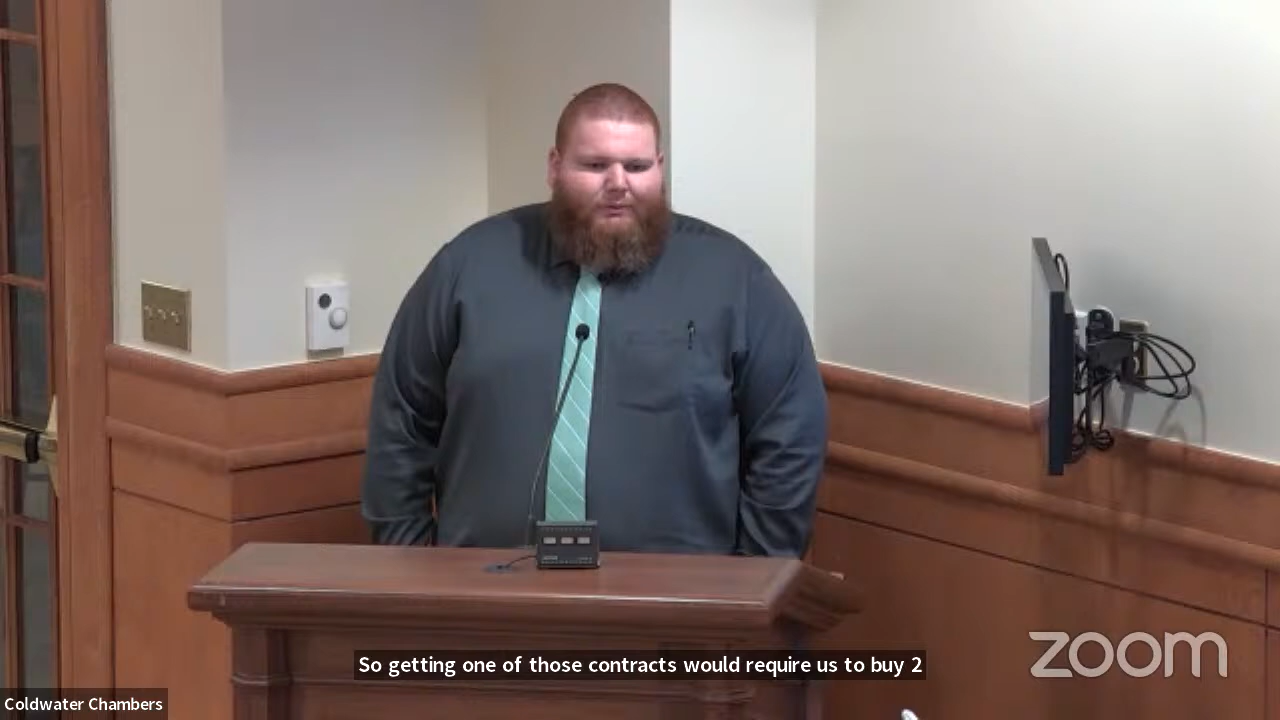 So getting one of those contracts would require us to buy 2
zoom
Coldwater Chambers